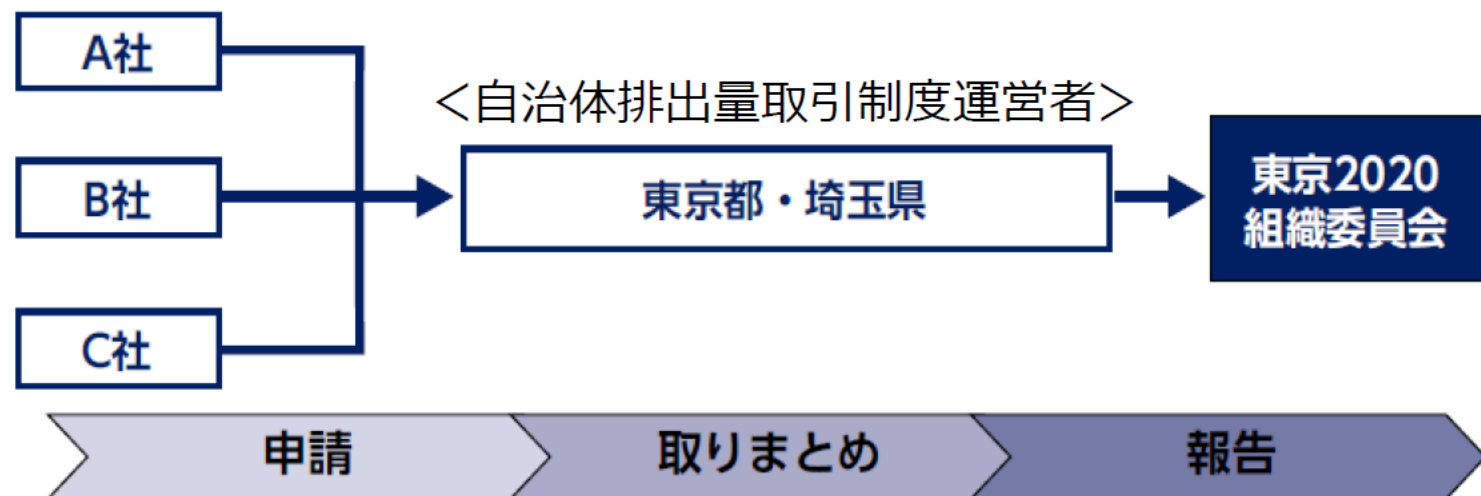 A社
B社
C社
＜自治体排出量取引制度運営者＞
東京都・埼玉県
東京2020
組織委員会
申請
取りまとめ
報告